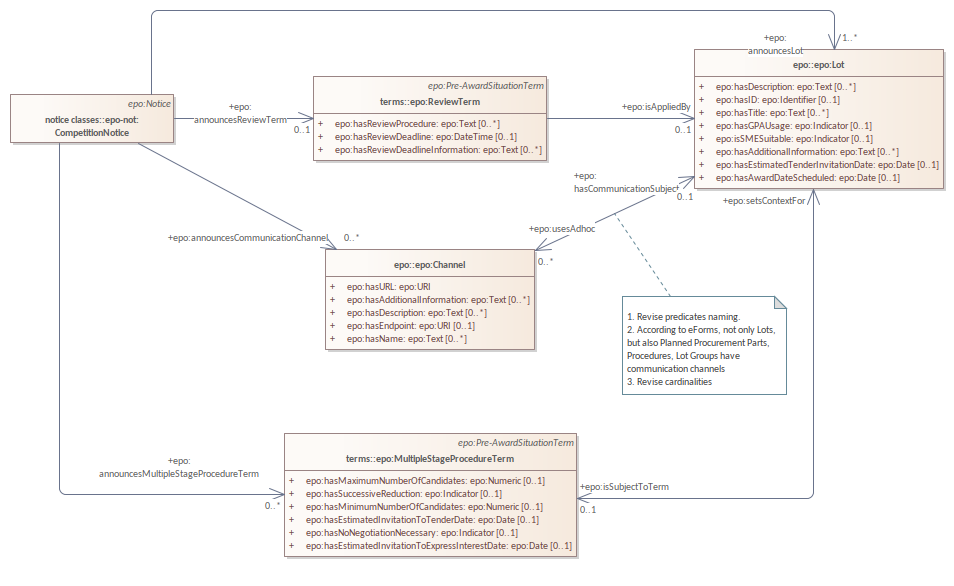 +epo:
announcesLot
1..*
epo::epo:Lot
+ epo:hasDescription: epo:Text [0..*]
+ epo:hasID: epo:Identifier [0..1]
+ epo:hasTitle: epo:Text [0..*]
+ epo:hasGPAUsage: epo:Indicator [0..1]
+ epo:isSMESuitable: epo:Indicator [0..1]
+ epo:hasAdditionalInformation: epo:Text [0..*]
+ epo:hasEstimatedTenderInvitationDate: epo:Date [0..1]
+ epo:hasAwardDateScheduled: epo:Date [0..1]
epo:Notice
notice classes::epo-not:
CompetitionNotice
+epo:
announcesReviewTerm
0..1
epo:Pre-AwardSituationTerm
terms::epo:ReviewTerm
+ epo:hasReviewProcedure: epo:Text [0..*]
+ epo:hasReviewDeadline: epo:DateTime [0..1]
+ epo:hasReviewDeadlineInformation: epo:Text [0..*]
+epo:isAppliedBy
0..1
+epo:
hasCommunicationSubject
0..1
+epo:setsContextFor
+epo:usesAdhoc
0..*
+epo:announcesCommunicationChannel
0..*
epo::epo:Channel
+ epo:hasURL: epo:URI
+ epo:hasAdditionalInformation: epo:Text [0..*]
+ epo:hasDescription: epo:Text [0..*]
+ epo:hasEndpoint: epo:URI [0..1]
+ epo:hasName: epo:Text [0..*]
1. Revise predicates naming.
2. According to eForms, not only Lots,
but also Planned Procurement Parts,
Procedures, Lot Groups have
communication channels
3. Revise cardinalities
+epo:
announcesMultipleStageProcedureTerm
0..*
epo:Pre-AwardSituationTerm
terms::epo:MultipleStageProcedureTerm
+ epo:hasMaximumNumberOfCandidates: epo:Numeric [0..1]
+ epo:hasSuccessiveReduction: epo:Indicator [0..1]
+ epo:hasMinimumNumberOfCandidates: epo:Numeric [0..1]
+ epo:hasEstimatedInvitationToTenderDate: epo:Date [0..1]
+ epo:hasNoNegotiationNecessary: epo:Indicator [0..1]
+ epo:hasEstimatedInvitationToExpressInterestDate: epo:Date [0..1]
+epo:isSubjectToTerm
0..1